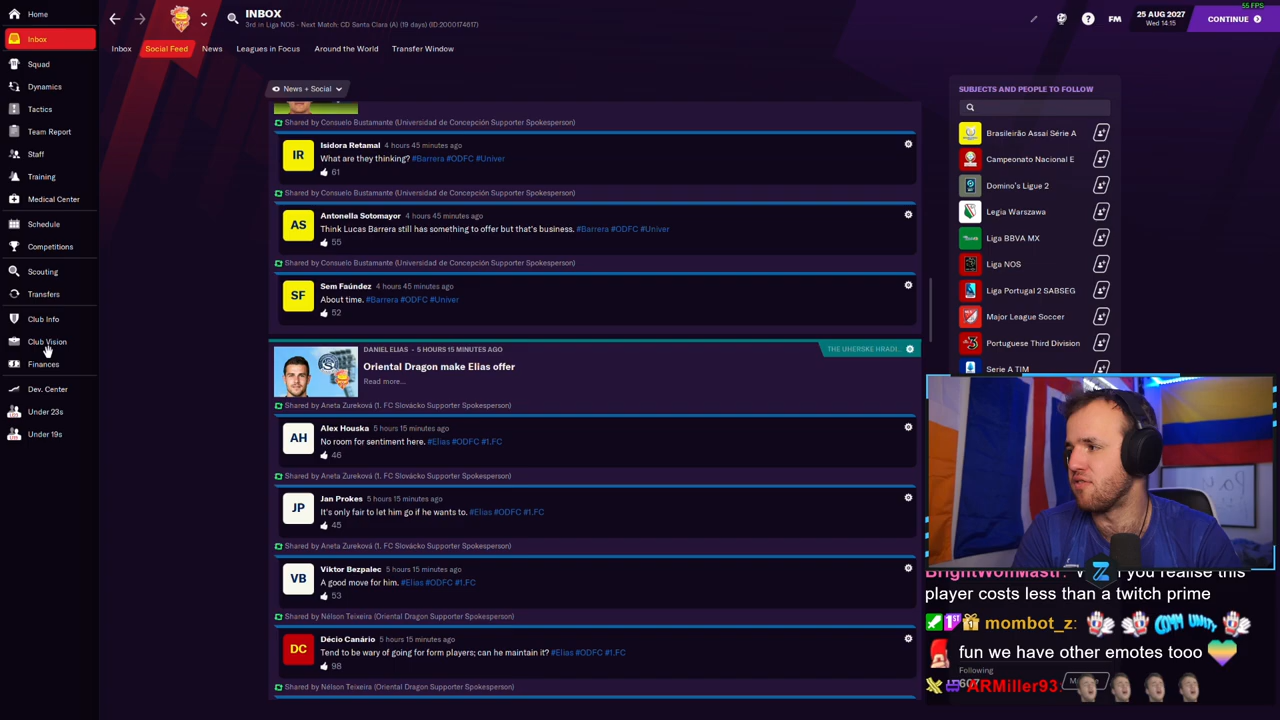 Home
Inbox
Squad
Dynamics
Tactics
Team Report
Staff
Training
Medical Center
Schedule
Competitions
Scouting
Transfers
Club Info
Club Vision
Finances
Dev. Center
Under 23s
Under 19s
INBOX
3rd in Liga NOS - Next Match: CD Santa Clara (A) (19 days) (ID:2000174617)
55 FPS
FM
25 AUG 2027
Wed 14:15
CONTINUE
Inbox
Social Feed
News
Leagues in Focus
Around the World
Transfer Window
News + Social
Shared by Consuelo Bustamante (Universidad de Concepción Supporter Spokesperson)
IR
Isidora Retamal 4 hours 45 minutes ago
What are they thinking? #Barrera #ODFC #Univer
61
Shared by Consuelo Bustamante (Universidad de Concepción Supporter Spokesperson)
AS
Antonella Sotomayor 4 hours 45 minutes ago
Think Lucas Barrera still has something to offer but that's business. #Barrera #ODFC #Univer
55
Shared by Consuelo Bustamante (Universidad de Concepción Supporter Spokesperson)
SF
Sem Faúndez 4 hours 45 minutes ago
About time. #Barrera #ODFC #Univer
52
DANIEL ELIAS - 5 HOURS 15 MINUTES AGO
THE UHERSKE HRADI
Oriental Dragon make Elias offer
Read more...
Shared by Aneta Zureková (1. FC Slovácko Supporter Spokesperson)
AH
Alex Houska 5 hours 15 minutes ago
No room for sentiment here. #Elias #ODFC #1.FC
48
Shared by Aneta Zureková (1. FC Slovácko Supporter Spokesperson)
JP
Jan Prokes 5 hours 15 minutes ago
It's only fair to let him go if he wants to. #Elias #ODFC #1.FC
45
Shared by Aneta Zureková (1. FC Slovácko Supporter Spokesperson)
VB
Viktor Bezpalec 5 hours 15 minutes ago
A good move for him. #Elias #ODFC #1.FC
53
Shared by Nélson Teixeira (Oriental Dragon Supporter Spokesperson)
DC
Décio Canário 5 hours 15 minutes ago
Tend to be wary of going for form players; can he maintain it? #Elias #ODFC #1.FC
98
Shared by Nélson Teixeira (Oriental Dragon Supporter Spokesperson)
SUBJECTS AND PEOPLE TO FOLLOW
Brasileirão Assaí Série A
Campeonato Nacional E
Domino's Ligue 2
Legia Warszawa
Liga BBVA MX
Liga NOS
Liga Portugal 2 SABSEG
Major League Soccer
Portuguese Third Division
Serie A TIM
you realise this
player costs less than a twitch prime
mombot_z:
fun we have other emotes tooo
Following
607
ARMiller93: